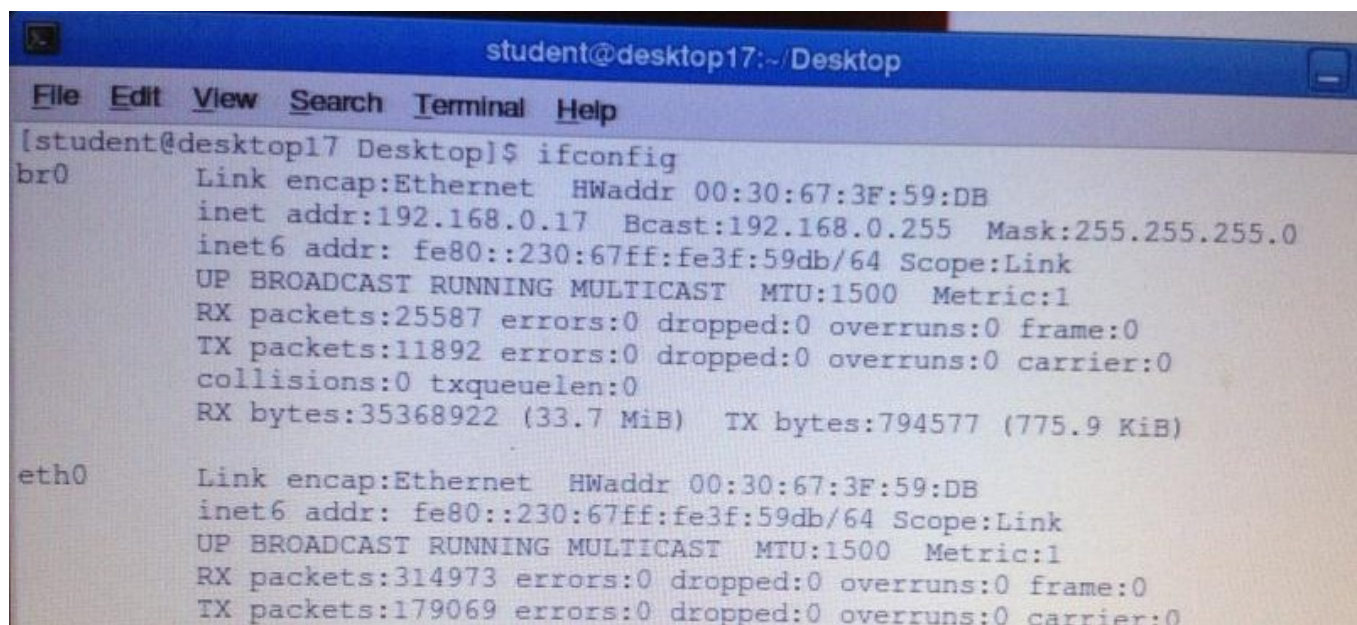 student@desktop17:~/Desktop
File Edit View Search Terminal Help
[student@desktop17 Desktop]$ ifconfig
br0 Link encap:Ethernet HWaddr 00:30:67:3F:59:DB
inet addr:192.168.0.17 Bcast:192.168.0.255 Mask:255.255.255.0
inet6 addr: fe80::230:67ff:fe3f:59db/64 Scope:Link
UP BROADCAST RUNNING MULTICAST MTU:1500 Metric:1
RX packets:25587 errors:0 dropped:0 overruns:0 frame:0
TX packets:11892 errors:0 dropped:0 overruns:0 carrier:0
collisions:0 txqueuelen:0
RX bytes:35368922 (33.7 MiB) TX bytes:794577 (775.9 KiB)
eth0 Link encap:Ethernet HWaddr 00:30:67:3F:59:DB
inet6 addr: fe80::230:67ff:fe3f:59db/64 Scope:Link
UP BROADCAST RUNNING MULTICAST MTU:1500 Metric:1
RX packets:314973 errors:0 dropped:0 overruns:0 frame:0
TX packets:179069 errors:0 dropped:0 overruns:0 carrier:0